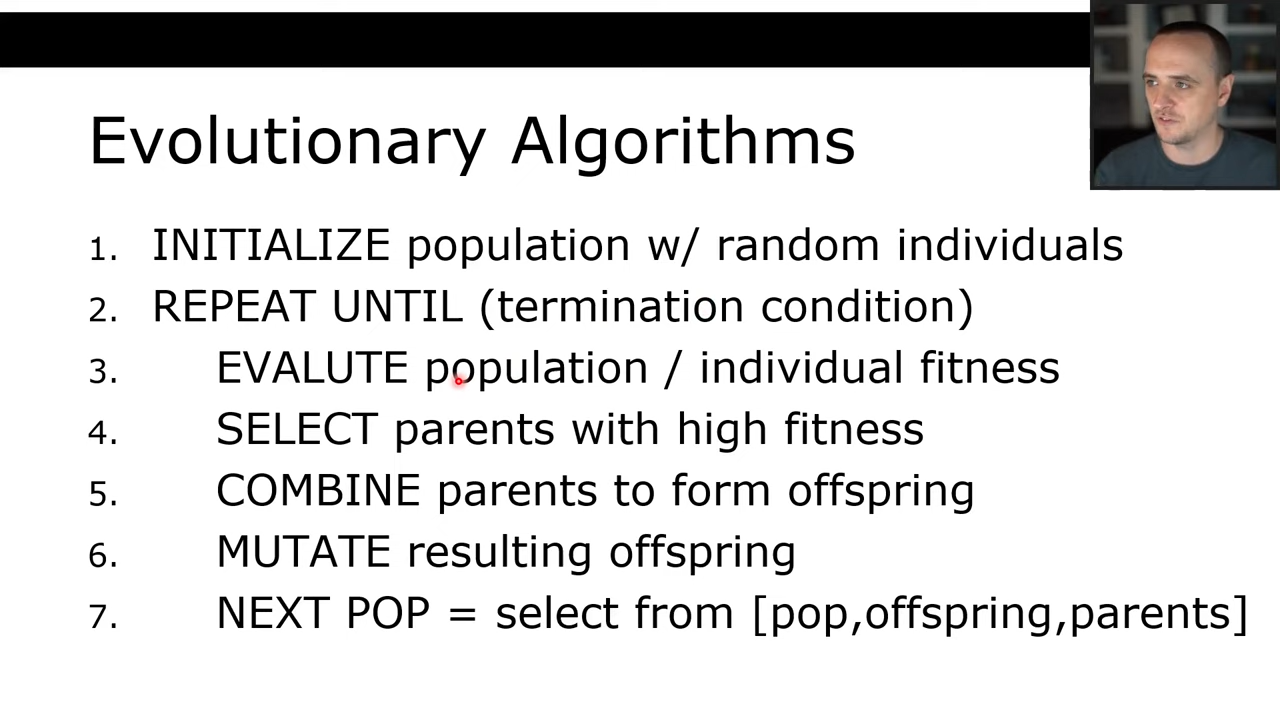 Evolutionary Algorithms
1. INITIALIZE population w/ random individuals
2. REPEAT UNTIL (termination condition)
3. EVALUTE population / individual fitness
4. SELECT parents with high fitness
5. COMBINE parents to form offspring
6. MUTATE resulting offspring
7. NEXT POP = select from [pop,offspring,parents]